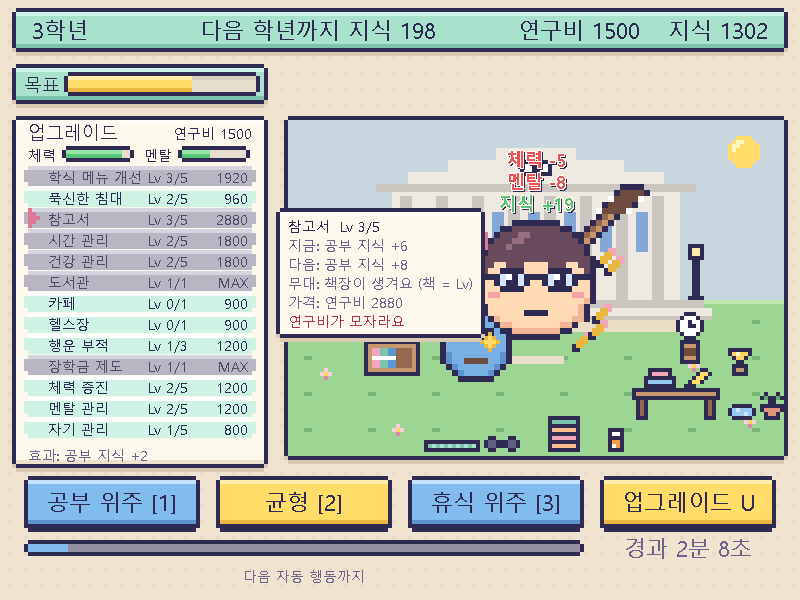 3학년 다음 학년까지 지식 198 연구비 1500 지식 1302
목표
업그레이드 연구비 1500
체력 멘탈
학식 메뉴 개선 Lv 3/5 1920
푹신한 침대 Lv 2/5 960
참고서 Lv 3/5 2880
시간 관리 Lv 2/5 1800
건강 관리 Lv 2/5 1800
도서관 Lv 1/1 MAX
카페 Lv 0/1 900
헬스장 Lv 0/1 900
행운 부적 Lv 1/3 1200
장학금 제도 Lv 1/1 MAX
체력 증진 Lv 2/5 1200
멘탈 관리 Lv 2/5 1200
자기 관리 Lv 1/5 800
효과: 공부 지식 +2
체력 -5
멘탈 -8
지식 +19
참고서 Lv 3/5
지금: 공부 지식 +6
다음: 공부 지식 +8
무대: 책장이 생겨요 (책 = Lv)
가격: 연구비 2880
연구비가 모자라요
공부 위주 [1] 균형 [2] 휴식 위주 [3] 업그레이드 U
경과 2분 8초
다음 자동 행동까지